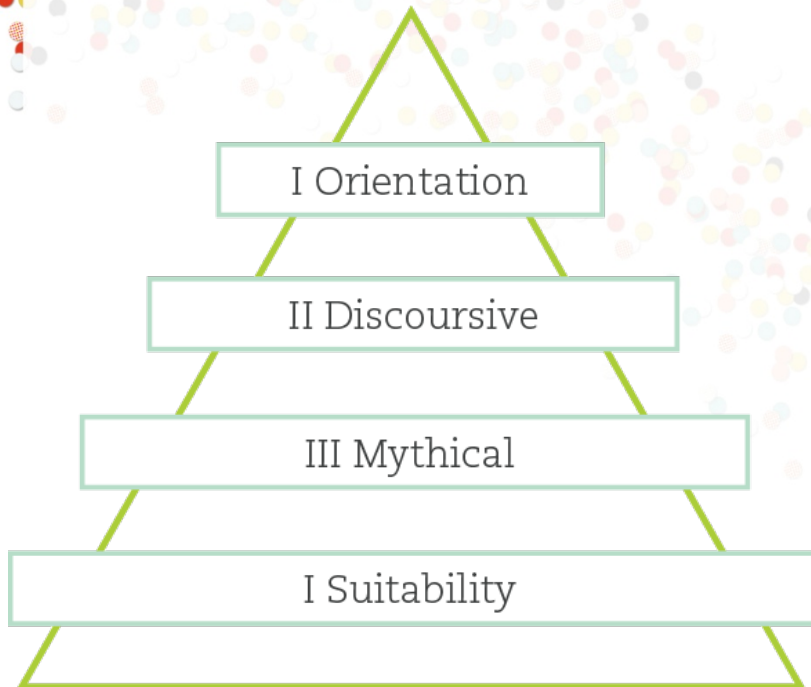 I Orientation
II Discoursive
III Mythical
I Suitability